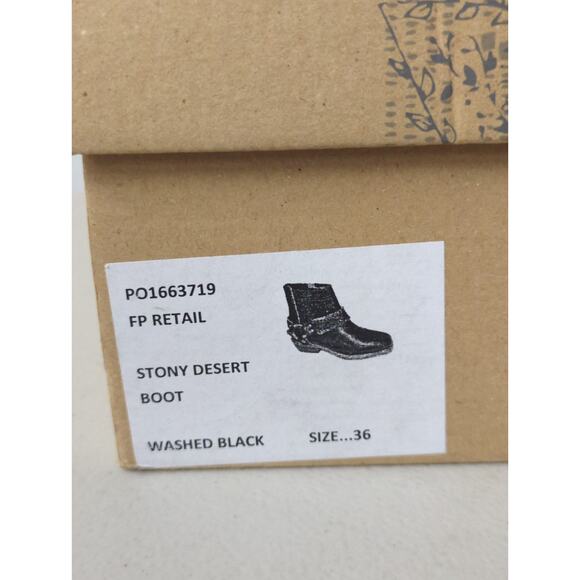 PO1663719
FP RETAIL
STONY DESERT
BOOT
WASHED BLACK SIZE...36